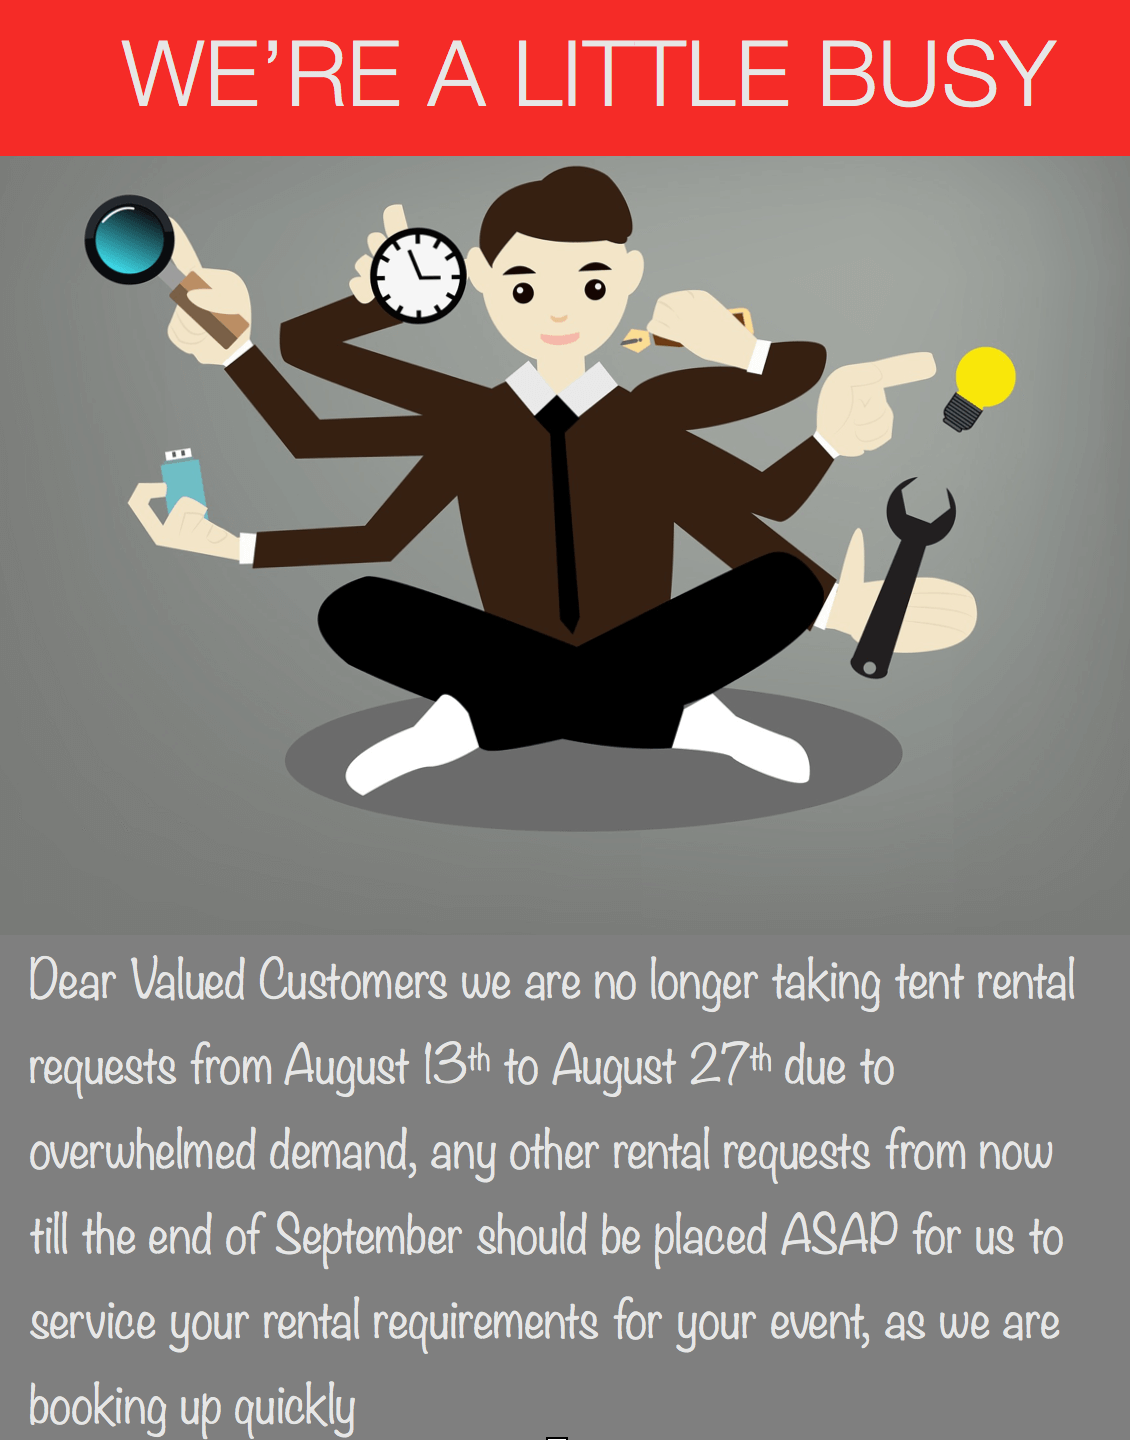 WE’RE A LITTLE BUSY
Dear Valued Customers we are no longer taking tent rental
requests from August 13th to August 27th due to
overwhelmed demand, any other rental requests from now
till the end of September should be placed ASAP for us to
service your rental requirements for your event, as we are
booking up quickly